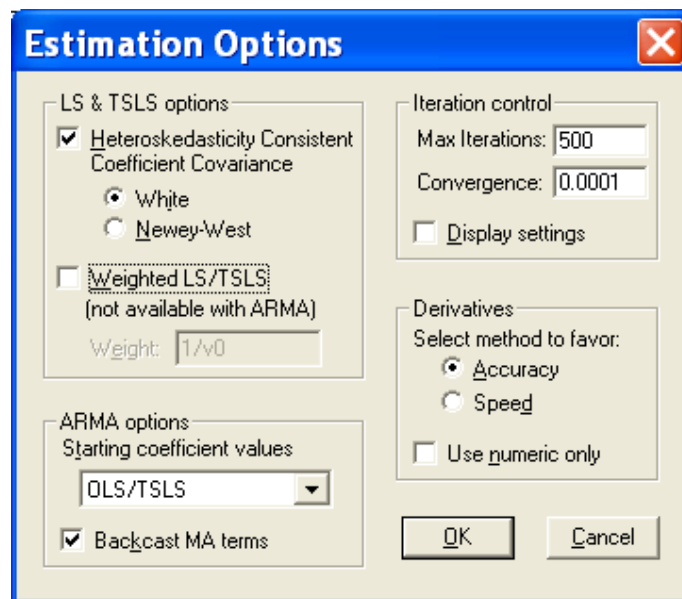 Estimation Options
LS & TSLS options
Heteroskedasticity Consistent
Coefficient Covariance
White
Newey-West
Weighted LS/TSLS
(not available with ARMA)
Weight: 1/v0
ARMA options
Starting coefficient values
OLS/TSLS
Backcast MA terms
Iteration control
Max Iterations: 500
Convergence: 0.0001
Display settings
Derivatives
Select method to favor:
Accuracy
Speed
Use numeric only
OK
Cancel